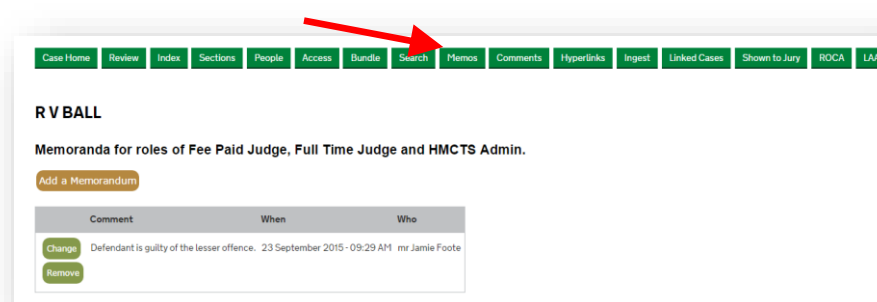 Case Home Review Index Sections People Access Bundle Search Memos Comments Hyperlinks Ingest Linked Cases Shown to Jury ROCA
R V BALL
Memoranda for roles of Fee Paid Judge, Full Time Judge and HMCTS Admin.
Add a Memorandum
Comment When Who
Change Defendant is guilty of the lesser offence. 23 September 2015 - 09:29 AM mr Jamie Foote
Remove